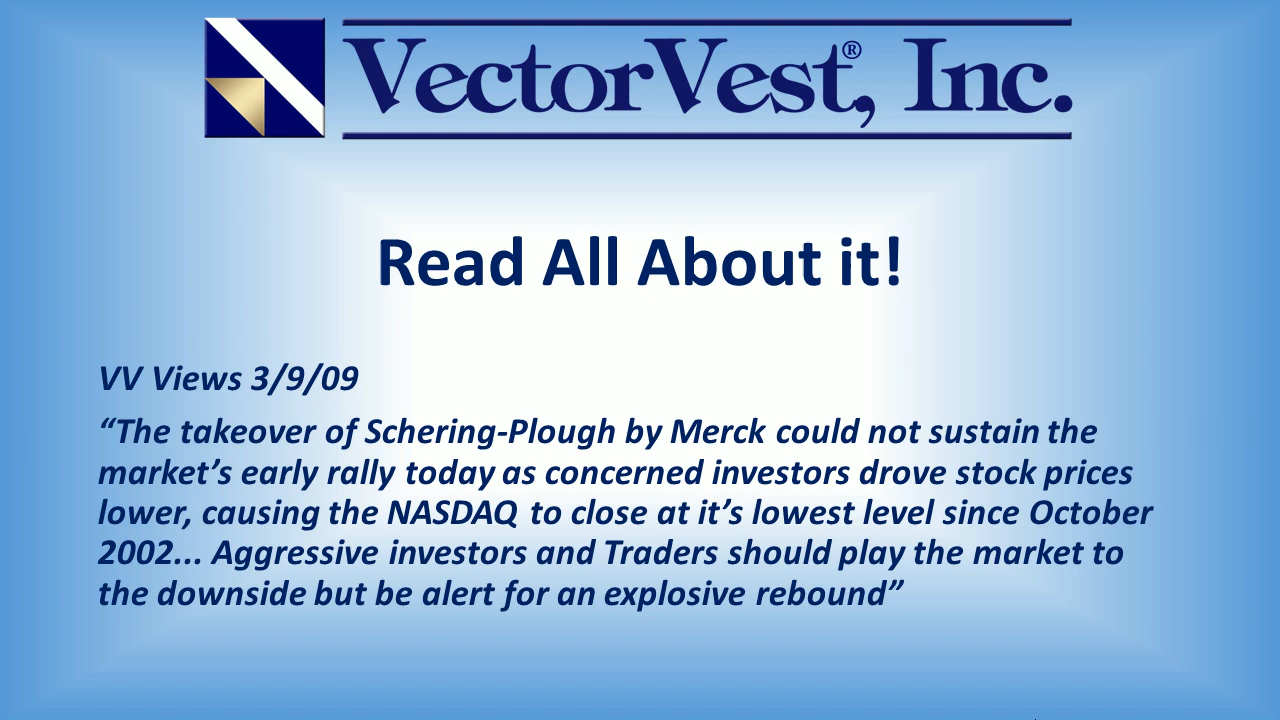 VectorVest®, Inc.
Read All About it!
VV Views 3/9/09
“The takeover of Schering-Plough by Merck could not sustain the
market’s early rally today as concerned investors drove stock prices
lower, causing the NASDAQ to close at it’s lowest level since October
2002... Aggressive investors and Traders should play the market to
the downside but be alert for an explosive rebound”